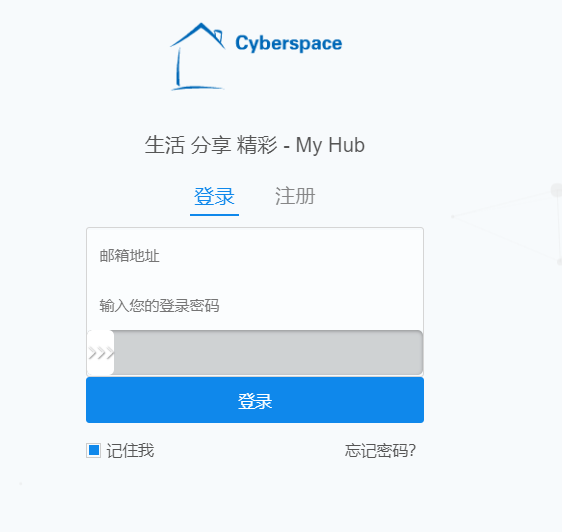 Cyberspace
生活 分享 精彩 - My Hub
登录 注册
邮箱地址
输入您的登录密码
>>>
登录
记住我 忘记密码?